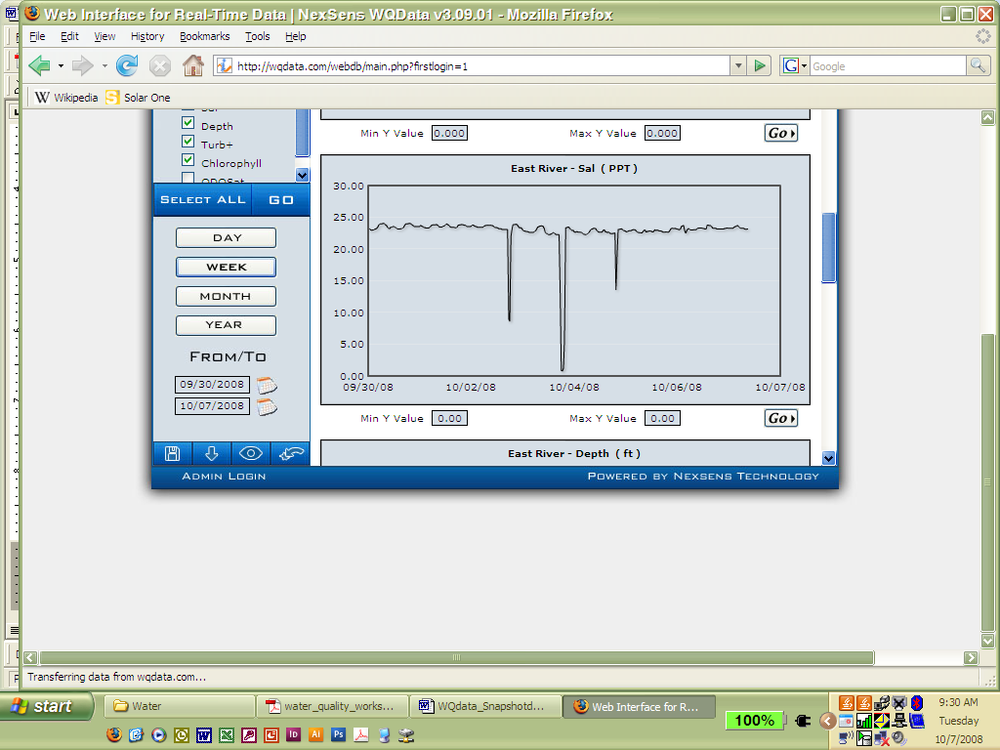 Web Interface for Real-Time Data | NexSens WQData v3.09.01 - Mozilla Firefox
File Edit View History Bookmarks Tools Help
http://wqdata.com/webdb/main.php?firstlogin=1
G Google
W Wikipedia S Solar One
Depth
Turb+
Chlorophyll
SELECT ALL GO
DAY
WEEK
MONTH
YEAR
FROM/TO
09/30/2008
10/07/2008
Min Y Value 0.000 Max Y Value 0.000 Go
East River - Sal ( PPT )
30.00
25.00
20.00
15.00
10.00
5.00
0.00
09/30/08 10/02/08 10/04/08 10/06/08 10/07/08
Min Y Value 0.00 Max Y Value 0.00 Go
East River - Depth ( ft )
ADMIN LOGIN POWERED BY NEXSENS TECHNOLOGY
Transferring data from wqdata.com...
start Water water_quality_works... WQdata_Snapshotd... Web Interface for R...
100%
9:30 AM
Tuesday
10/7/2008